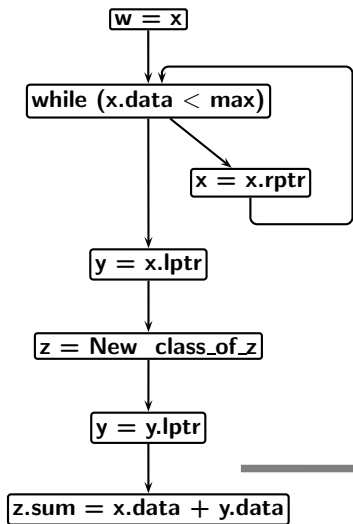 w = x
while (x.data < max)
x = x.rptr
y = x.lptr
z = New class_of_z
y = y.lptr
z.sum = x.data + y.data